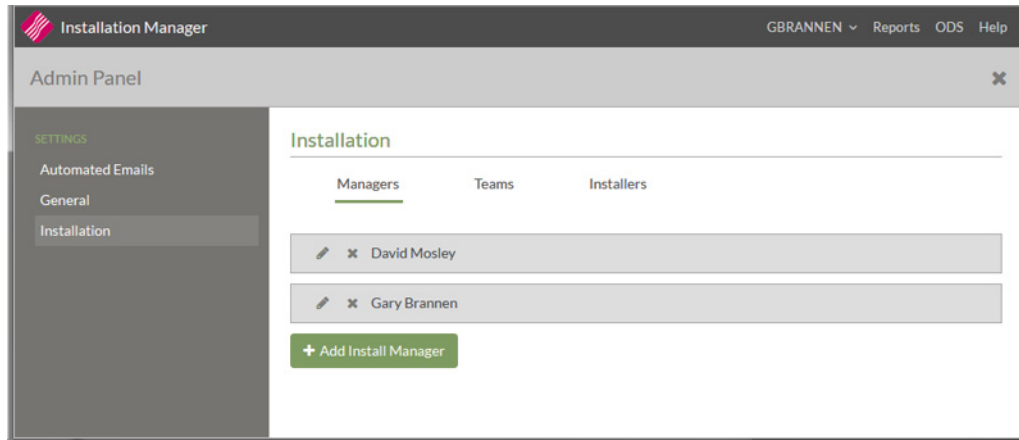 Installation Manager GBRANNEN Reports ODS Help
Admin Panel
SETTINGS
Automated Emails
General
Installation
Installation
Managers Teams Installers
David Mosley
Gary Brannen
Add Install Manager